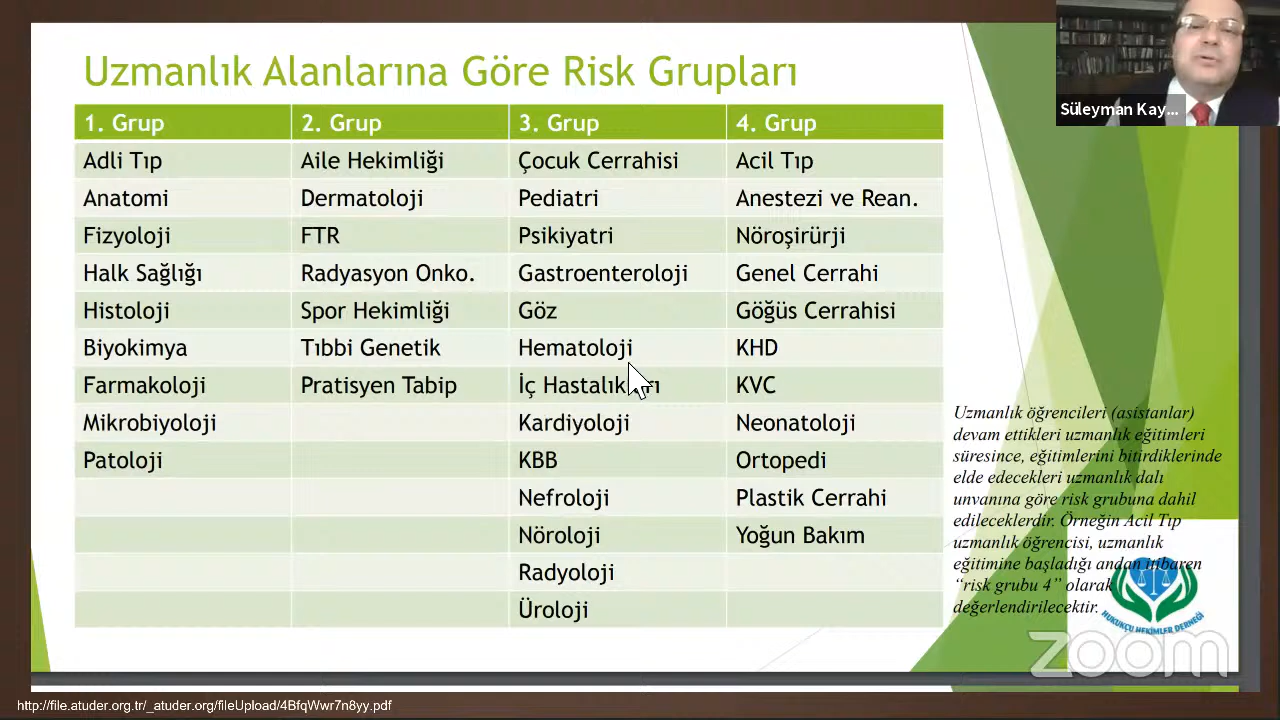 Uzmanlık Alanlarına Göre Risk Grupları
Süleyman Kay...
1. Grup 2. Grup 3. Grup 4. Grup
Adli Tıp Aile Hekimliği Çocuk Cerrahisi Acil Tıp
Anatomi Dermatoloji Pediatri Anestezi ve Rean.
Fizyoloji FTR Psikiyatri Nöroşirürji
Halk Sağlığı Radyasyon Onko. Gastroenteroloji Genel Cerrahi
Histoloji Spor Hekimliği Göz Göğüs Cerrahisi
Biyokimya Tıbbi Genetik Hematoloji KHD
Farmakoloji Pratisyen Tabip İç Hastalıkları KVC
Mikrobiyoloji Kardiyoloji Neonatoloji
Patoloji KBB Ortopedi
Nefroloji Plastik Cerrahi
Nöroloji Yoğun Bakım
Radyoloji
Üroloji
Uzmanlık öğrencileri (asistanlar)
devam ettikleri uzmanlık eğitimleri
süresince, eğitimlerini bitirdiklerinde
elde edecekleri uzmanlık dalı
unvanına göre risk grubuna dahil
edileceklerdir. Örneğin Acil Tıp
uzmanlık öğrencisi, uzmanlık
eğitimine başladığı andan itibaren
“risk grubu 4” olarak
değerlendirilecektir.
HUKUKÇU HEKİMLER DERNEĞİ
zoom
http://file.atuder.org.tr/_atuder.org/fileUpload/4BfqWwr7n8yy.pdf